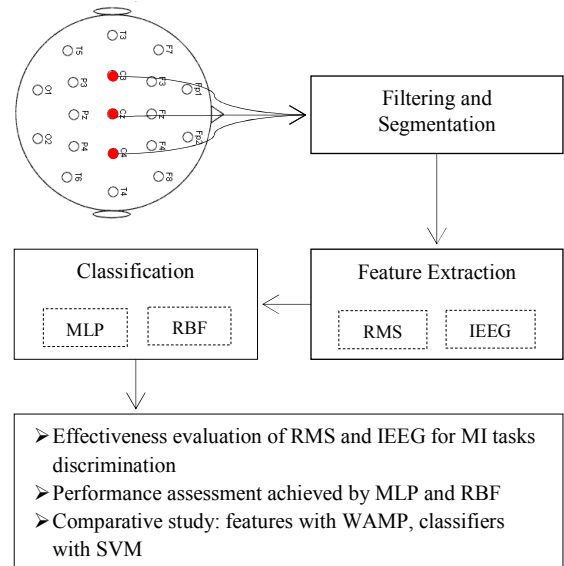 T3
T5
F7
O1
P3
C3
F3
Fp1
Pz
Cz
Fz
O2
P4
C4
F4
Fp2
T6
T4
F8
Filtering and
Segmentation
Classification
MLP
RBF
Feature Extraction
RMS
IEEG
➢Effectiveness evaluation of RMS and IEEG for MI tasks
discrimination
➢Performance assessment achieved by MLP and RBF
➢Comparative study: features with WAMP, classifiers
with SVM